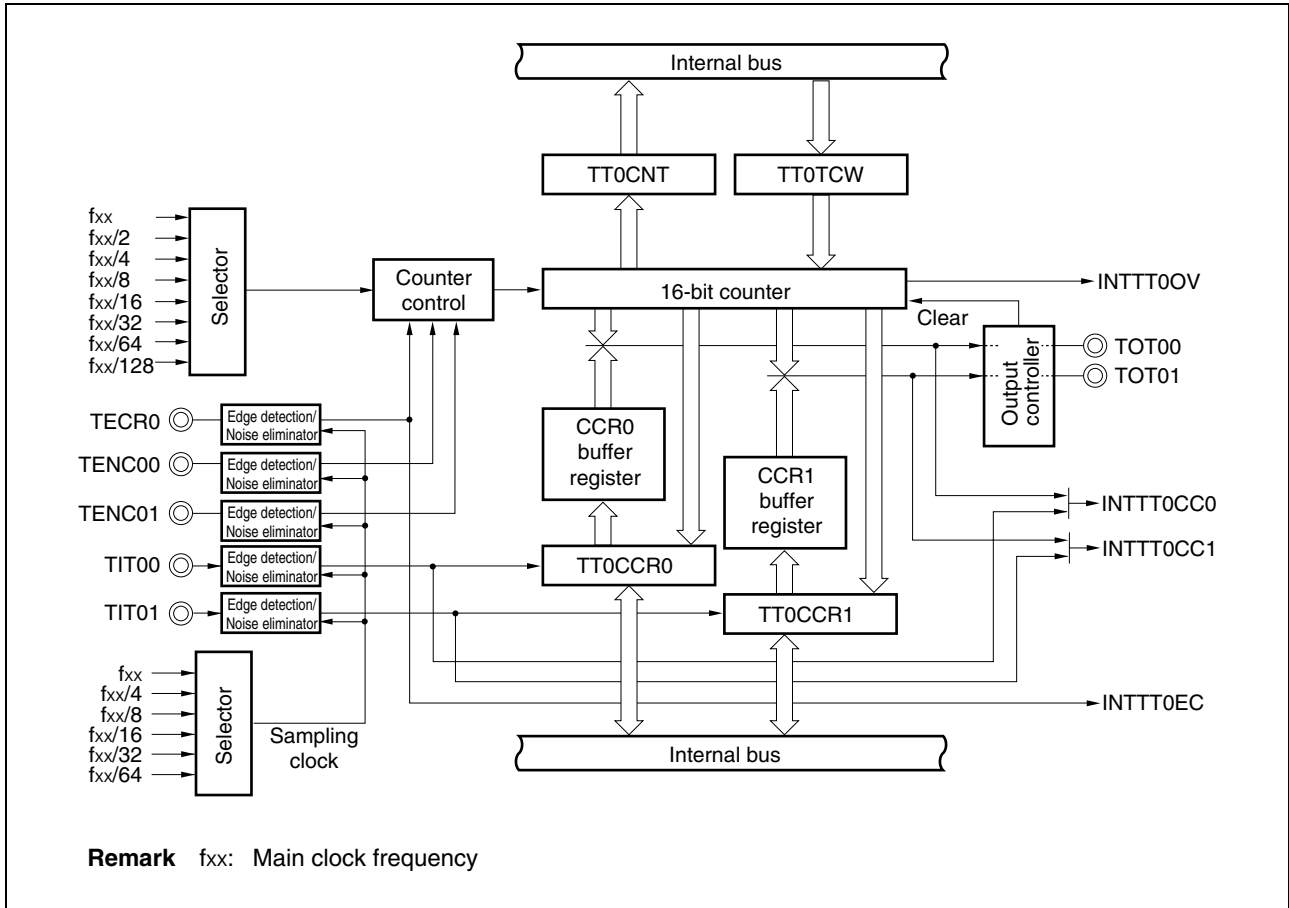 Internal bus
TT0CNT
TT0TCW
fxx
fxx/2
fxx/4
fxx/8
fxx/16
fxx/32
fxx/64
fxx/128
Selector
Counter
control
16-bit counter
INTTT0OV
Clear
Output
controller
TOT00
TOT01
TECR0
Edge detection/
Noise eliminator
TENC00
Edge detection/
Noise eliminator
TENC01
Edge detection/
Noise eliminator
TIT00
Edge detection/
Noise eliminator
TIT01
Edge detection/
Noise eliminator
CCR0
buffer
register
CCR1
buffer
register
TT0CCR0
TT0CCR1
INTTT0CC0
INTTT0CC1
INTTT0EC
fxx
fxx/4
fxx/8
fxx/16
fxx/32
fxx/64
Selector
Sampling
clock
Internal bus
Remark fxx: Main clock frequency